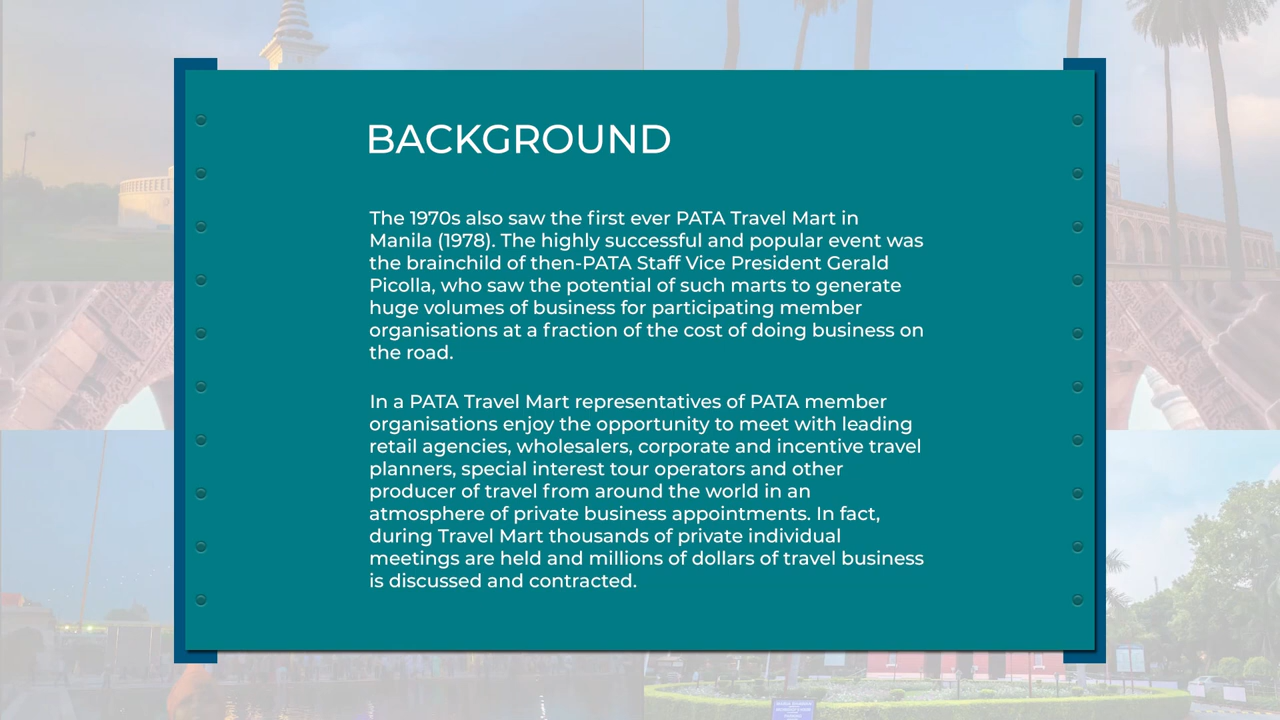 BACKGROUND
The 1970s also saw the first ever PATA Travel Mart in
Manila (1978). The highly successful and popular event was
the brainchild of then-PATA Staff Vice President Gerald
Picolla, who saw the potential of such marts to generate
huge volumes of business for participating member
organisations at a fraction of the cost of doing business on
the road.
In a PATA Travel Mart representatives of PATA member
organisations enjoy the opportunity to meet with leading
retail agencies, wholesalers, corporate and incentive travel
planners, special interest tour operators and other
producer of travel from around the world in an
atmosphere of private business appointments. In fact,
during Travel Mart thousands of private individual
meetings are held and millions of dollars of travel business
is discussed and contracted.